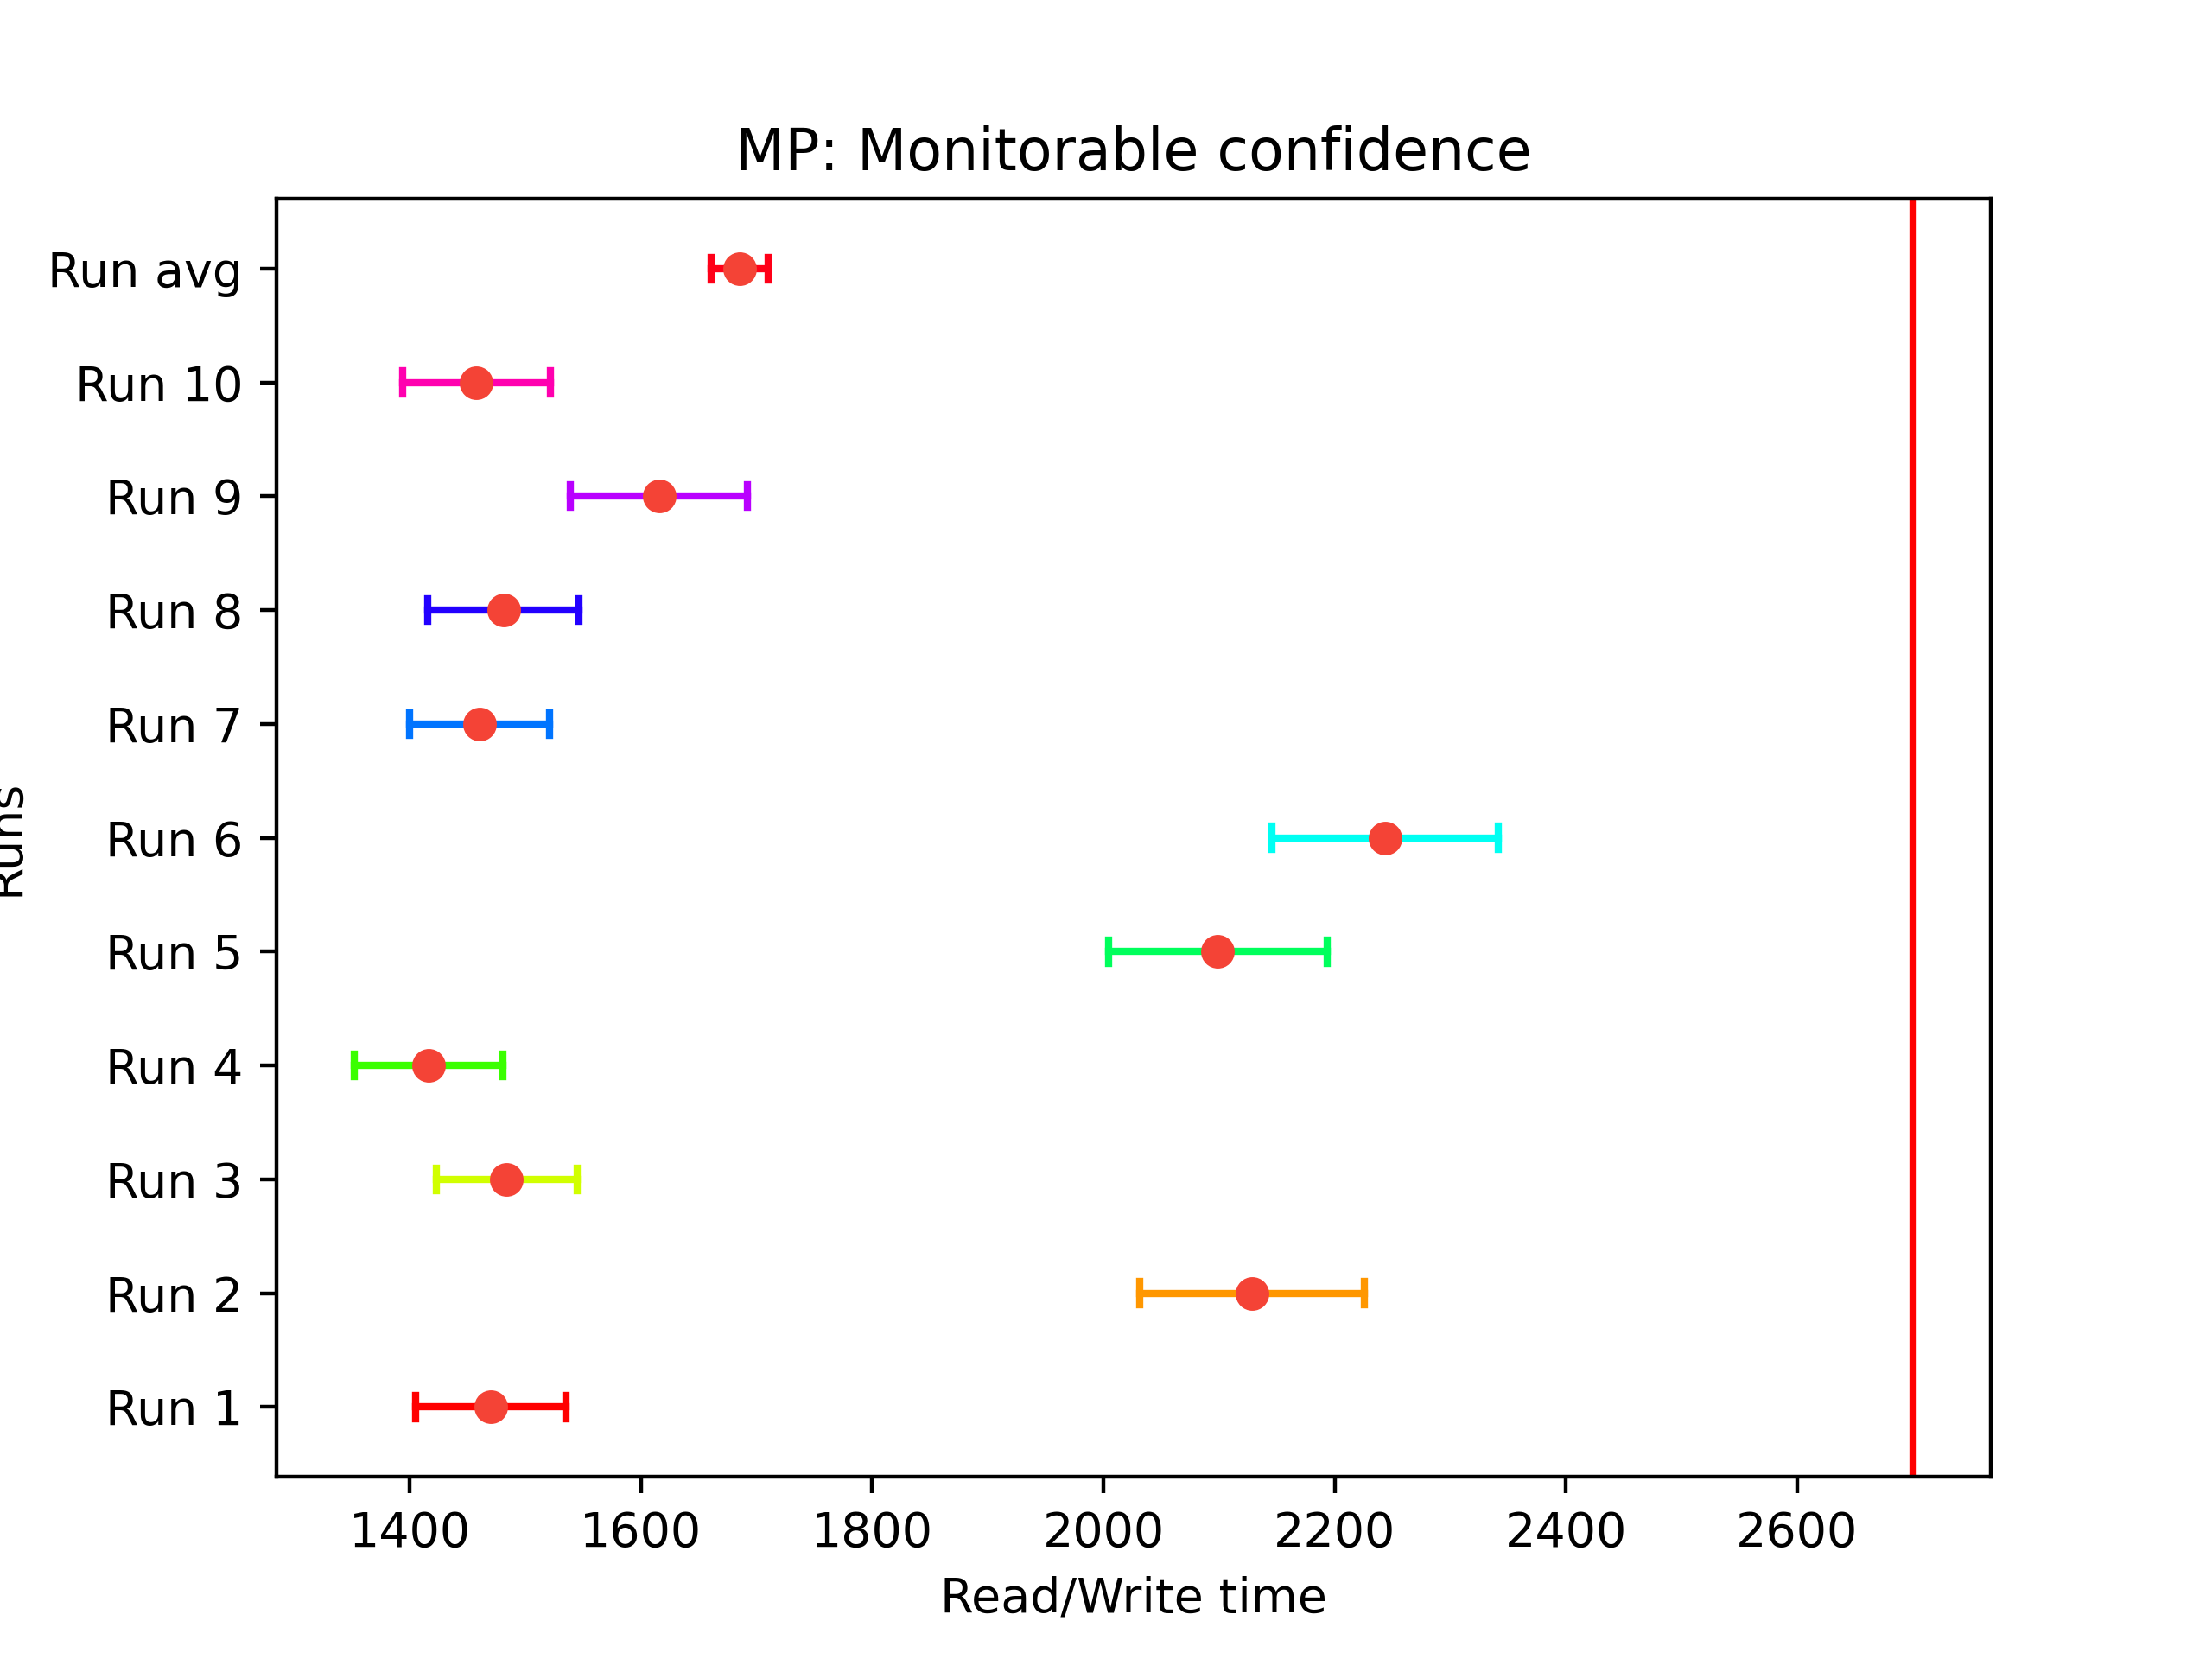 MP: Monitorable confidence
Run avg
Run 10
Run 9
Run 8
Run 7
Run 6
Run 5
Run 4
Run 3
Run 2
Run 1
Runs
1400 1600 1800 2000 2200 2400 2600
Read/Write time